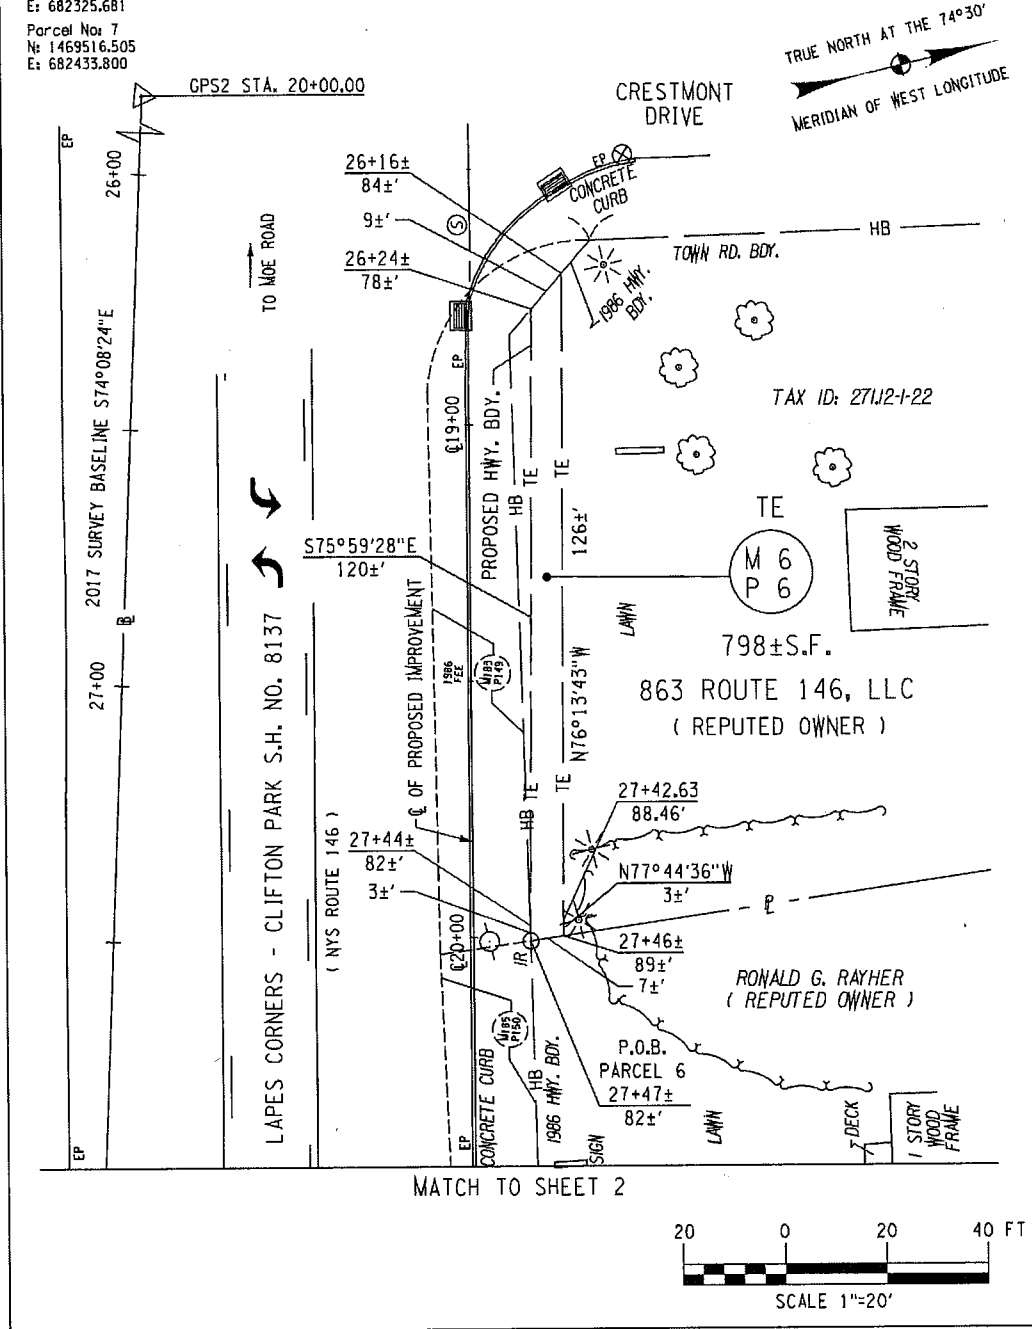 E: 682325.681
Parcel No: 7
N: 1469516.505
E: 682433.800
TRUE NORTH AT THE 74°30'
MERIDIAN OF WEST LONGITUDE
GPS2 STA. 20+00.00
CRESTMONT
DRIVE
EP
26+00
26+16±
84±'
9±'
26+24±
78±'
S
EP
CONCRETE
CURB
HB
TOWN RD. BDY.
1986 HWY.
BDY.
TO MOE ROAD
2017 SURVEY BASELINE S74°08'24"E
BL
27+00
EP
CL19+00
PROPOSED HWY. BDY.
HB
TE
TE
126±'
TAX ID: 271.12-1-22
TE
M 6
P 6
798±S.F.
2 STORY
WOOD FRAME
LAWN
S75°59'28"E
120±'
863 ROUTE 146, LLC
( REPUTED OWNER )
LAPES CORNERS - CLIFTON PARK S.H. NO. 8137
( NYS ROUTE 146 )
CL OF PROPOSED IMPROVEMENT
1986
FEE
M183
P149
N76°13'43"W
HB
TE
TE
27+42.63
88.46'
27+44±
82±'
3±'
N77°44'36"W
3±'
PL
CL20+00
IR
27+46±
89±'
7±'
RONALD G. RAYHER
( REPUTED OWNER )
M185
P150
P.O.B.
PARCEL 6
27+47±
82±'
HB
1986 HWY. BDY.
CONCRETE CURB
EP
EP
SIGN
LAWN
DECK
1 STORY
WOOD
FRAME
MATCH TO SHEET 2
20 0 20 40 FT
SCALE 1"=20'